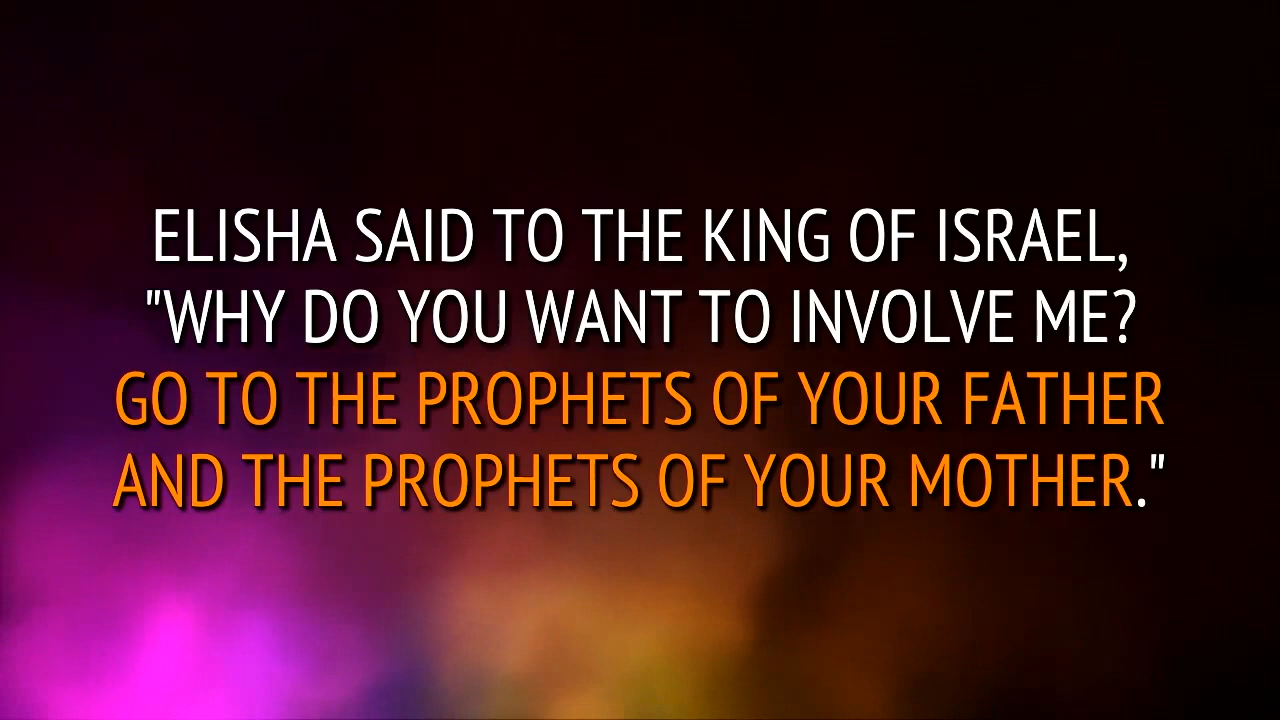 ELISHA SAID TO THE KING OF ISRAEL,
"WHY DO YOU WANT TO INVOLVE ME?
GO TO THE PROPHETS OF YOUR FATHER
AND THE PROPHETS OF YOUR MOTHER."